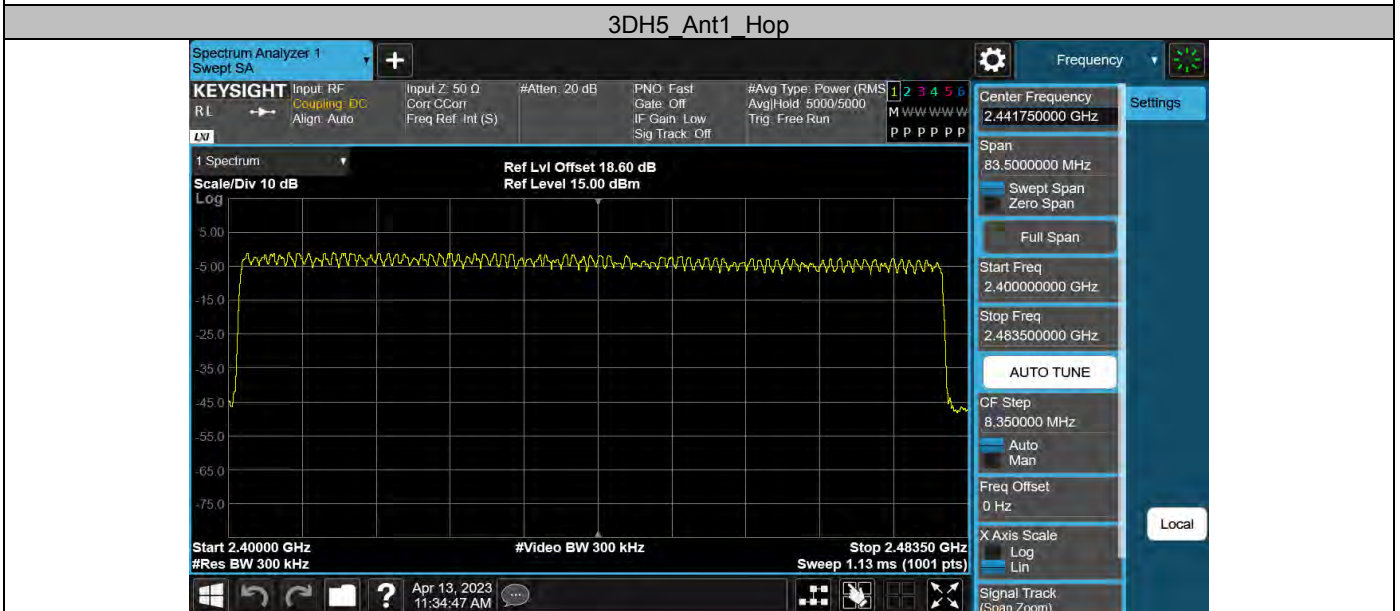 3DH5_Ant1_Hop
Spectrum Analyzer 1
Swept SA
+
Frequency
KEYSIGHT
RL
LXI
Input: RF
Coupling: DC
Align: Auto
Input Z: 50 Ω
Corr CCorr
Freq Ref: Int (S)
#Atten: 20 dB
PNO: Fast
Gate: Off
IF Gain: Low
Sig Track: Off
#Avg Type: Power (RMS
Avg|Hold: 5000/5000
Trig: Free Run
1 2 3 4 5 6
M W W W W W
P P P P P P
Center Frequency
2.441750000 GHz
Settings
1 Spectrum
Scale/Div 10 dB
Ref Lvl Offset 18.60 dB
Ref Level 15.00 dBm
Span
83.5000000 MHz
Swept Span
Zero Span
Full Span
Start Freq
2.400000000 GHz
Stop Freq
2.483500000 GHz
AUTO TUNE
CF Step
8.350000 MHz
Auto
Man
Freq Offset
0 Hz
X Axis Scale
Log
Lin
Signal Track
(Span Zoom)
Local
Log
5.00
-5.00
-15.0
-25.0
-35.0
-45.0
-55.0
-65.0
-75.0
Start 2.40000 GHz
#Video BW 300 kHz
Stop 2.48350 GHz
#Res BW 300 kHz
Sweep 1.13 ms (1001 pts)
?
Apr 13, 2023
11:34:47 AM